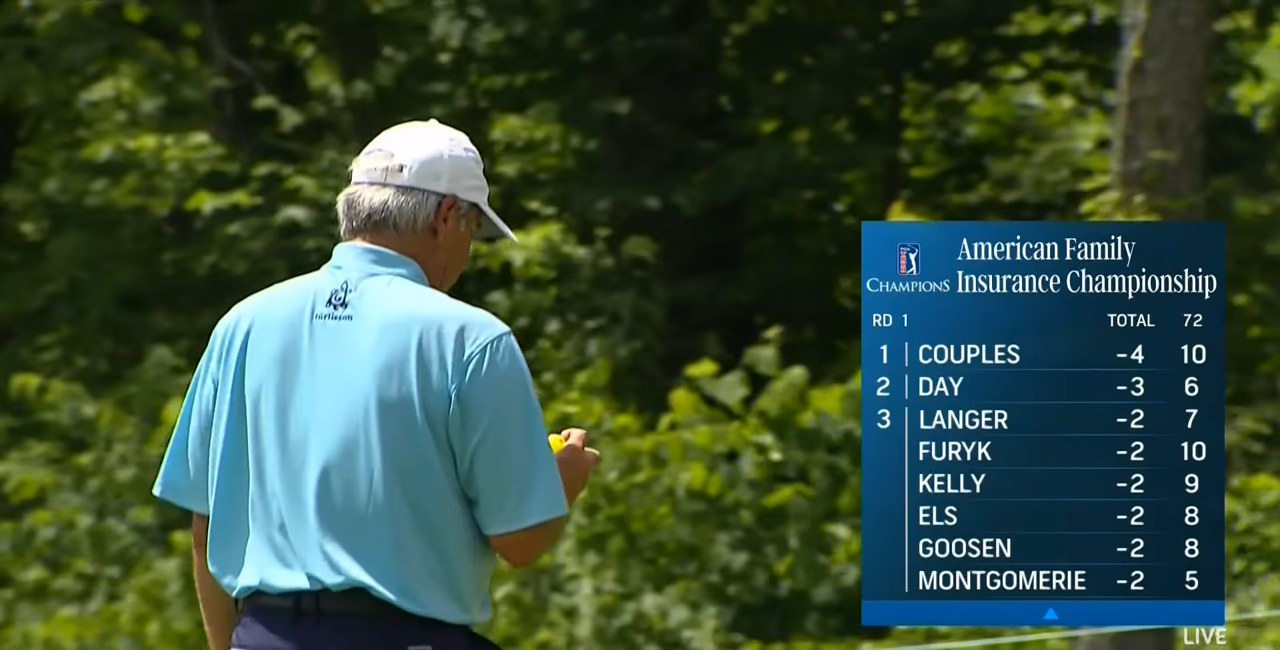 turtleson
American Family
CHAMPIONS Insurance Championship
RD 1 TOTAL 72
1 COUPLES -4 10
2 DAY -3 6
3 LANGER -2 7
FURYK -2 10
KELLY -2 9
ELS -2 8
GOOSEN -2 8
MONTGOMERIE -2 5
LIVE